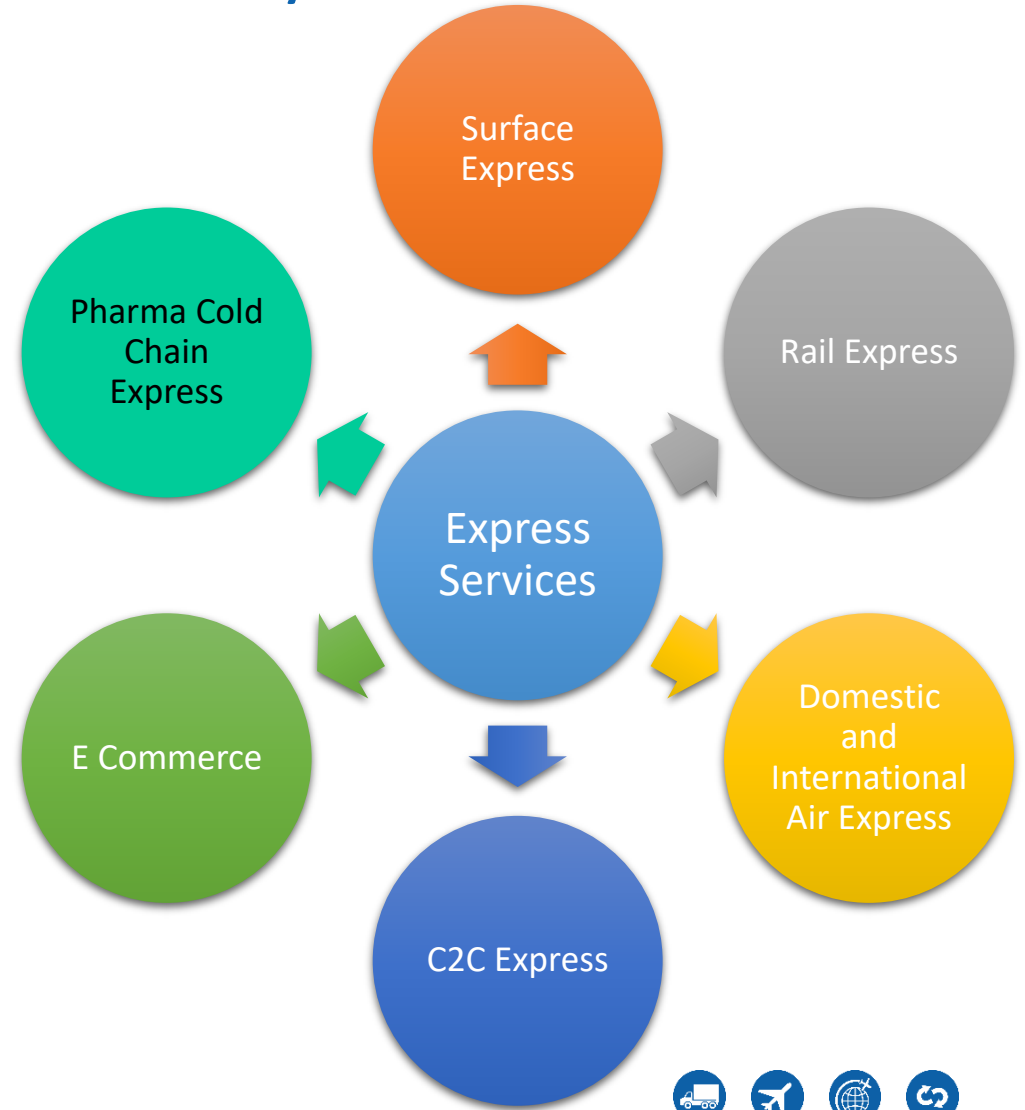 Surface
Express
Pharma Cold
Chain
Express
Rail Express
Express
Services
E Commerce
Domestic
and
International
Air Express
C2C Express